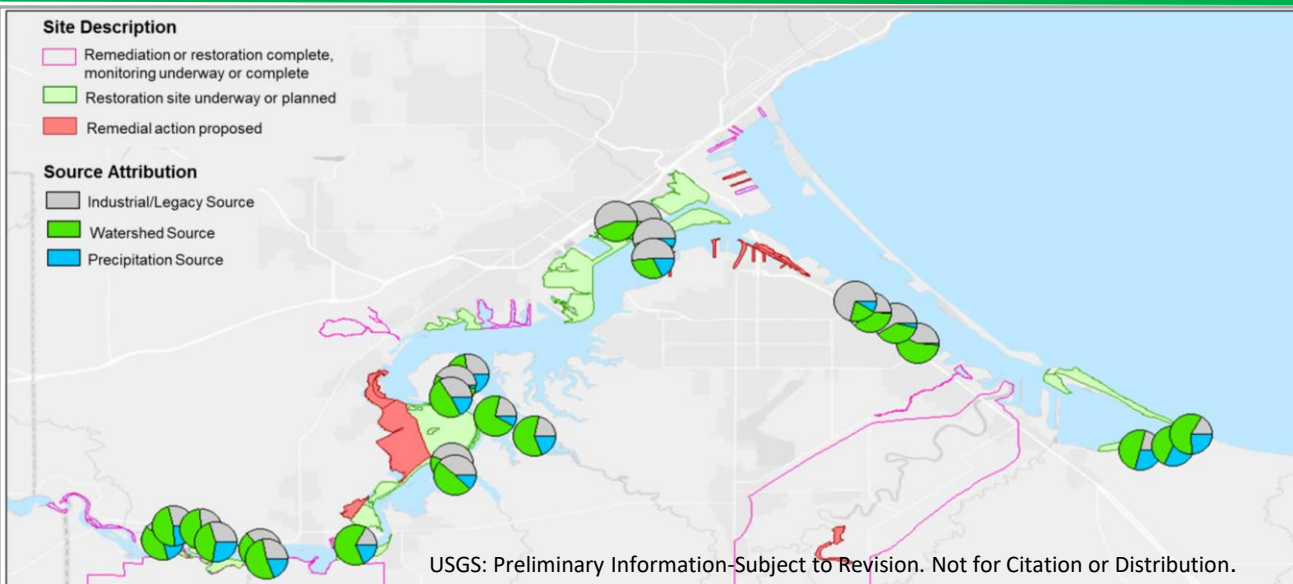 Site Description
Remediation or restoration complete,
monitoring underway or complete
Restoration site underway or planned
Remedial action proposed
Source Attribution
Industrial/Legacy Source
Watershed Source
Precipitation Source
USGS: Preliminary Information-Subject to Revision. Not for Citation or Distribution.